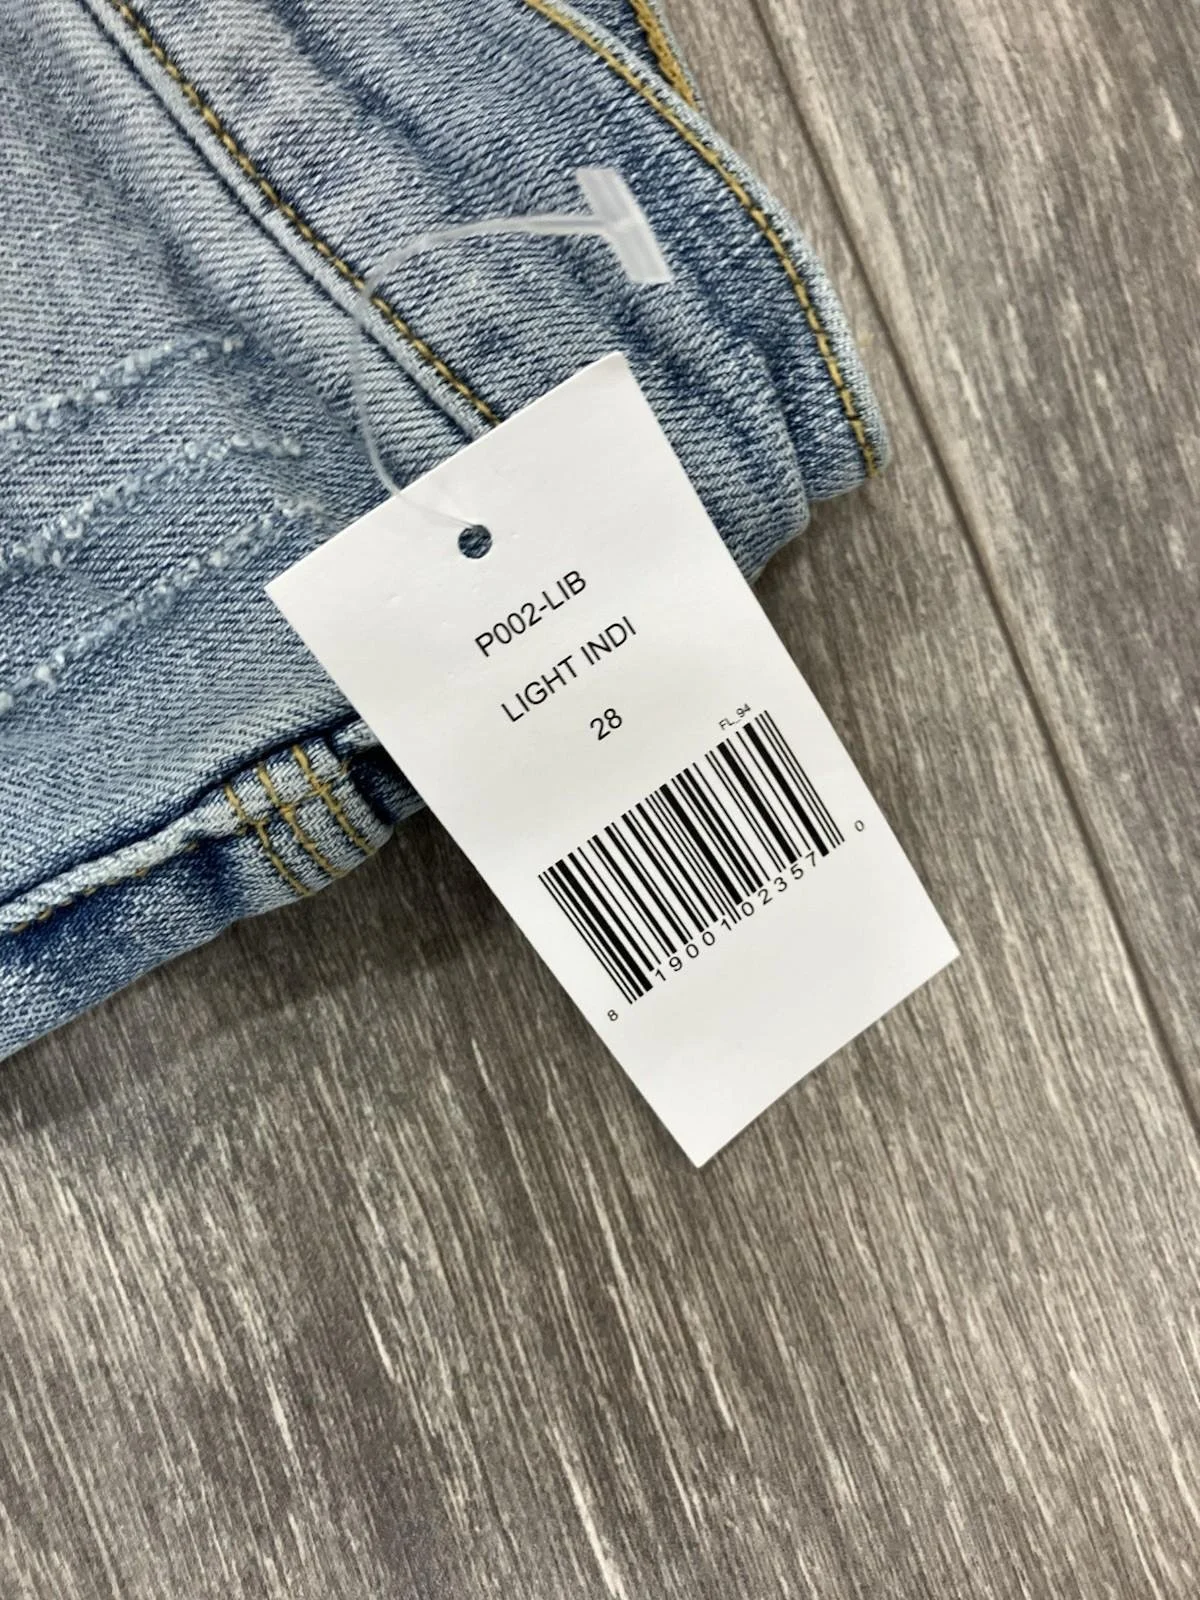 P002-LIB
LIGHT INDI
28
FL_94
8 19001 02357 0